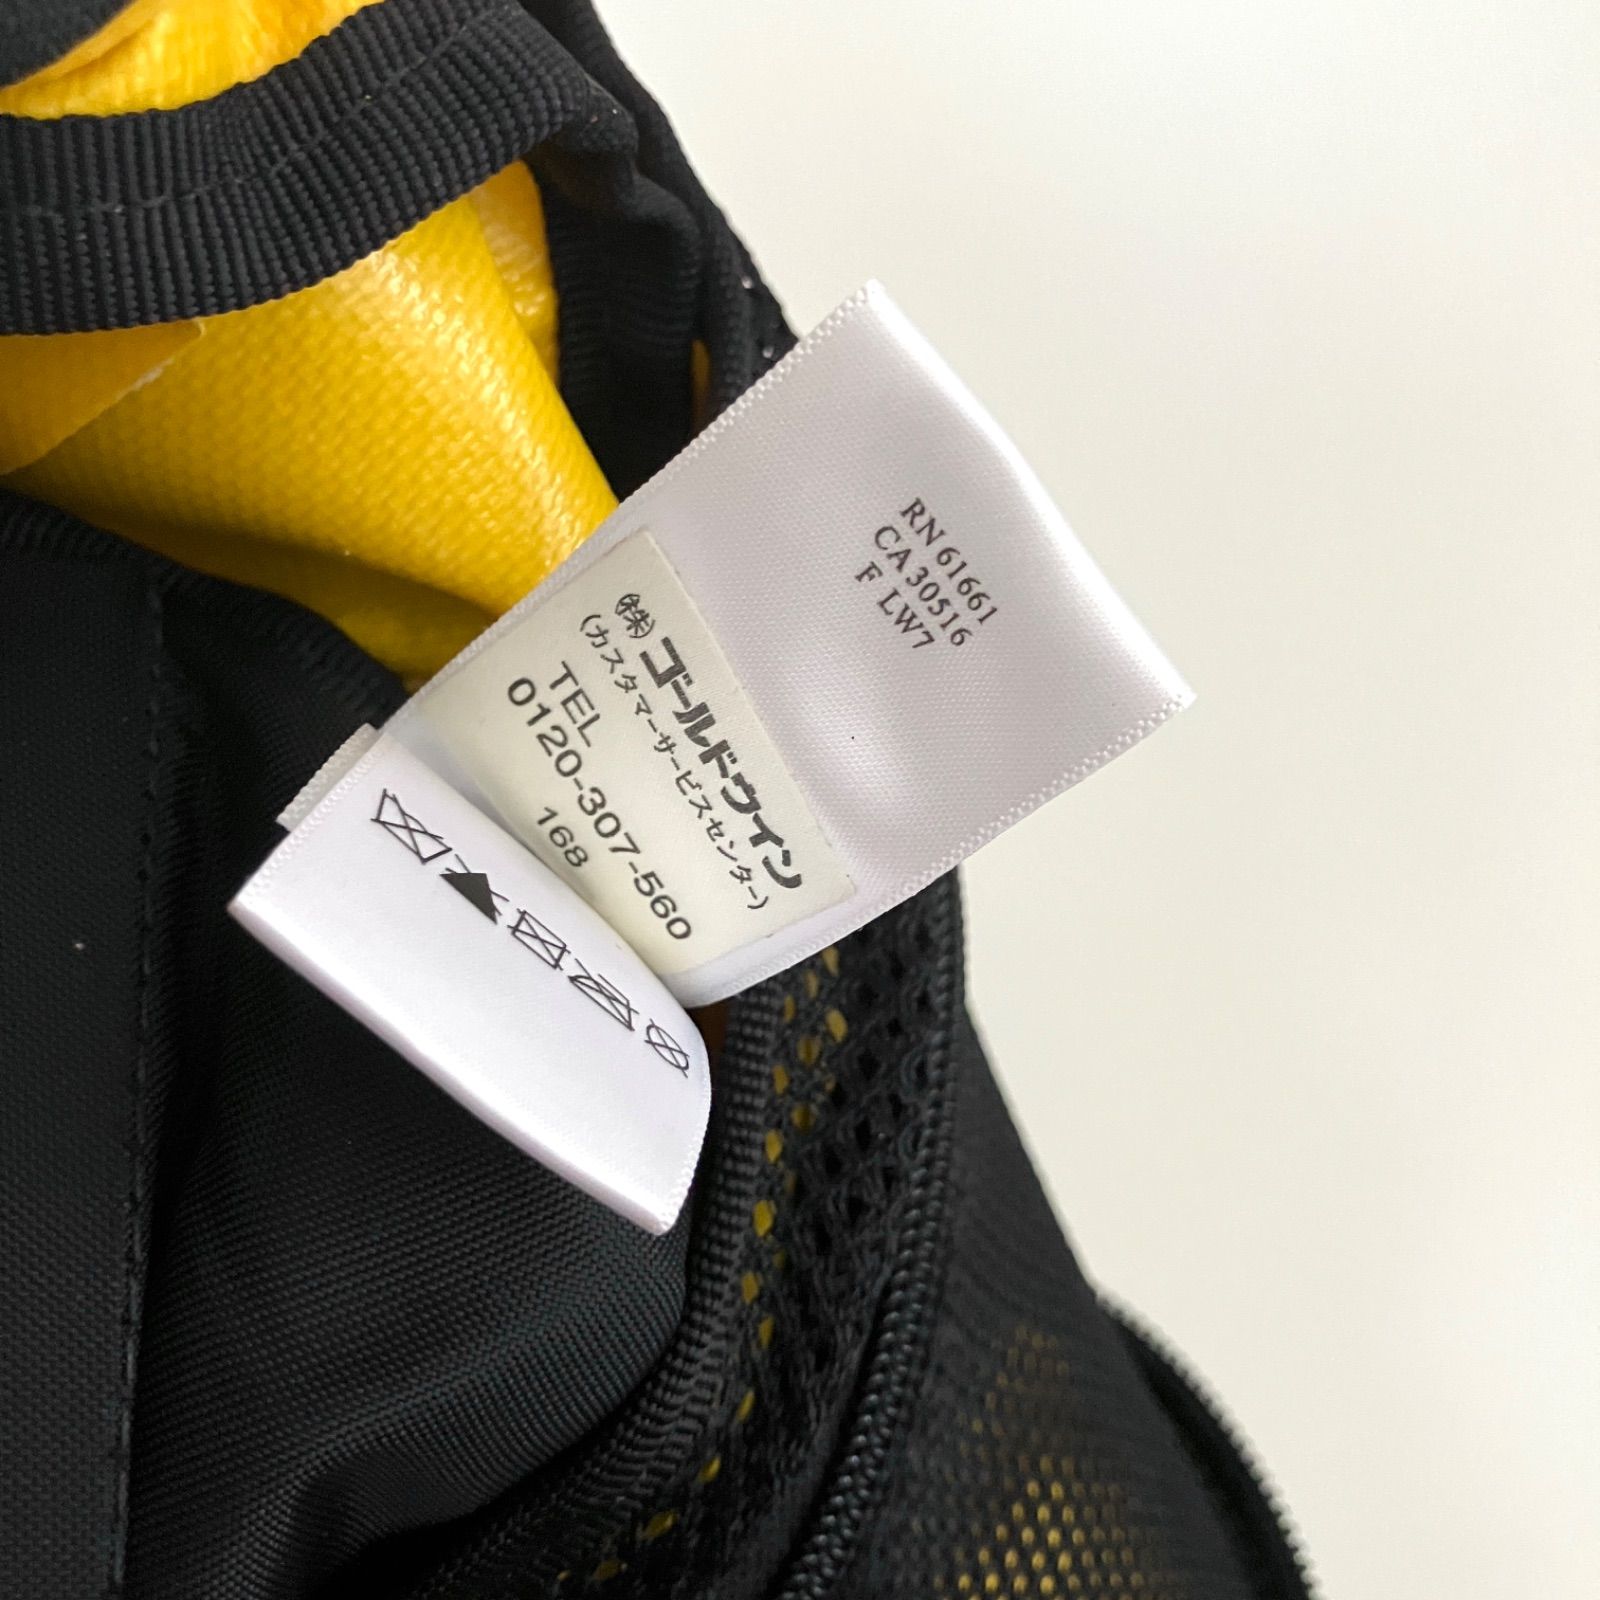 RN 61661
CA 30516
F LW7
㈱ゴールドウイン
(カスタマーサービスセンター)
TEL
0120-307-560
168